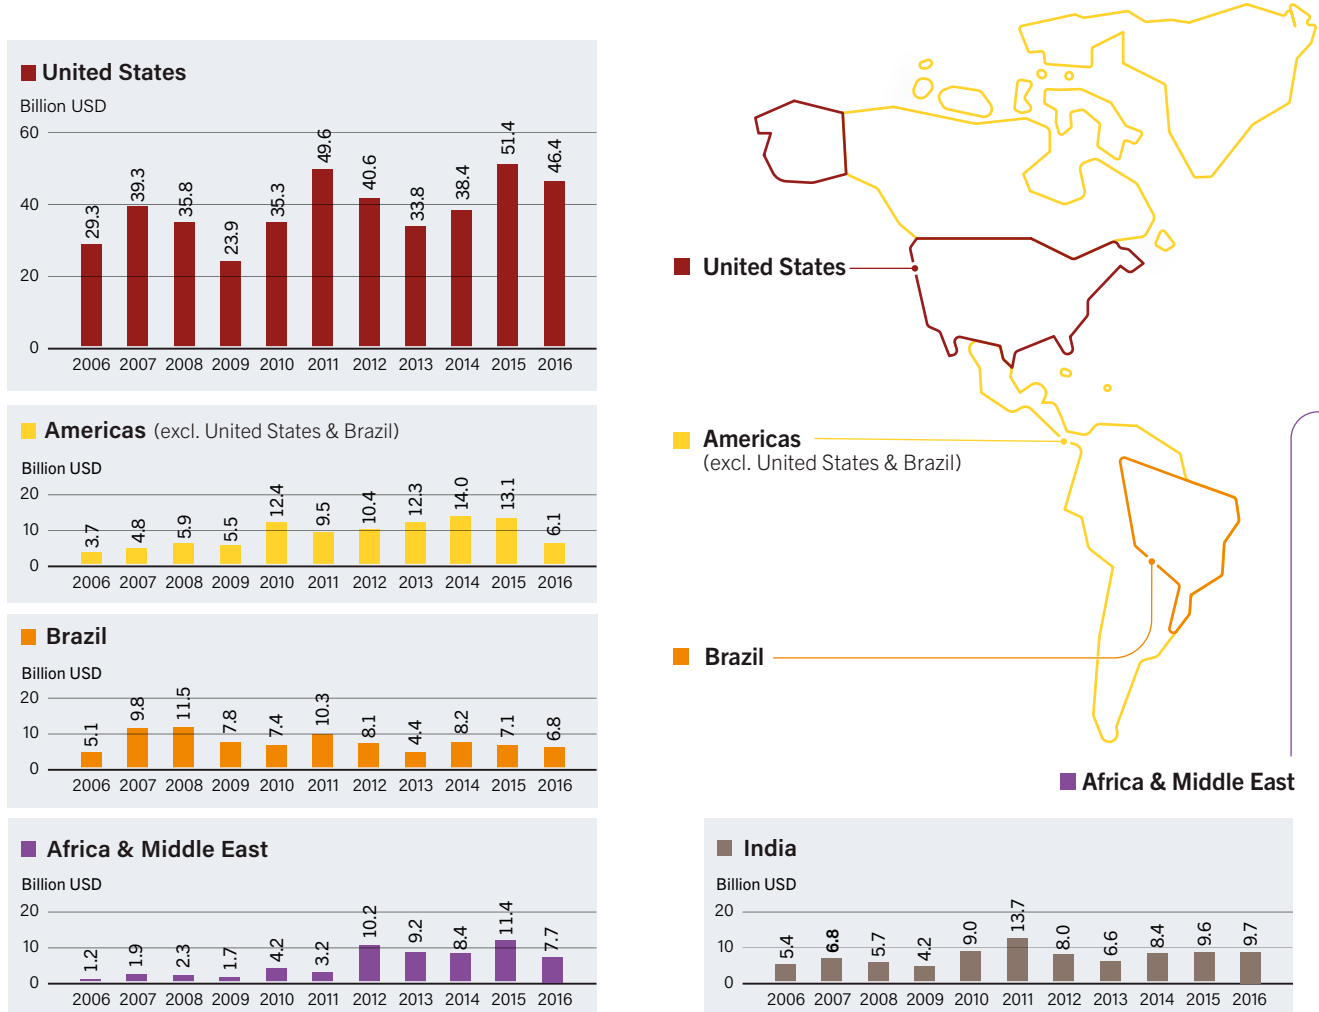 United States
Billion USD
60
40
20
0
29.3 39.3 35.8 23.9 35.3 49.6 40.6 33.8 38.4 51.4 46.4
2006 2007 2008 2009 2010 2011 2012 2013 2014 2015 2016
Americas (excl. United States & Brazil)
Billion USD
20
10
0
3.7 4.8 5.9 5.5 12.4 9.5 10.4 12.3 14.0 13.1 6.1
2006 2007 2008 2009 2010 2011 2012 2013 2014 2015 2016
Brazil
Billion USD
20
10
0
5.1 9.8 11.5 7.8 7.4 10.3 8.1 4.4 8.2 7.1 6.8
2006 2007 2008 2009 2010 2011 2012 2013 2014 2015 2016
Africa & Middle East
Billion USD
20
10
0
1.2 1.9 2.3 1.7 4.2 3.2 10.2 9.2 8.4 11.4 7.7
2006 2007 2008 2009 2010 2011 2012 2013 2014 2015 2016
United States
Americas
(excl. United States & Brazil)
Brazil
Africa & Middle East
India
Billion USD
20
10
0
5.4 6.8 5.7 4.2 9.0 13.7 8.0 6.6 8.4 9.6 9.7
2006 2007 2008 2009 2010 2011 2012 2013 2014 2015 2016